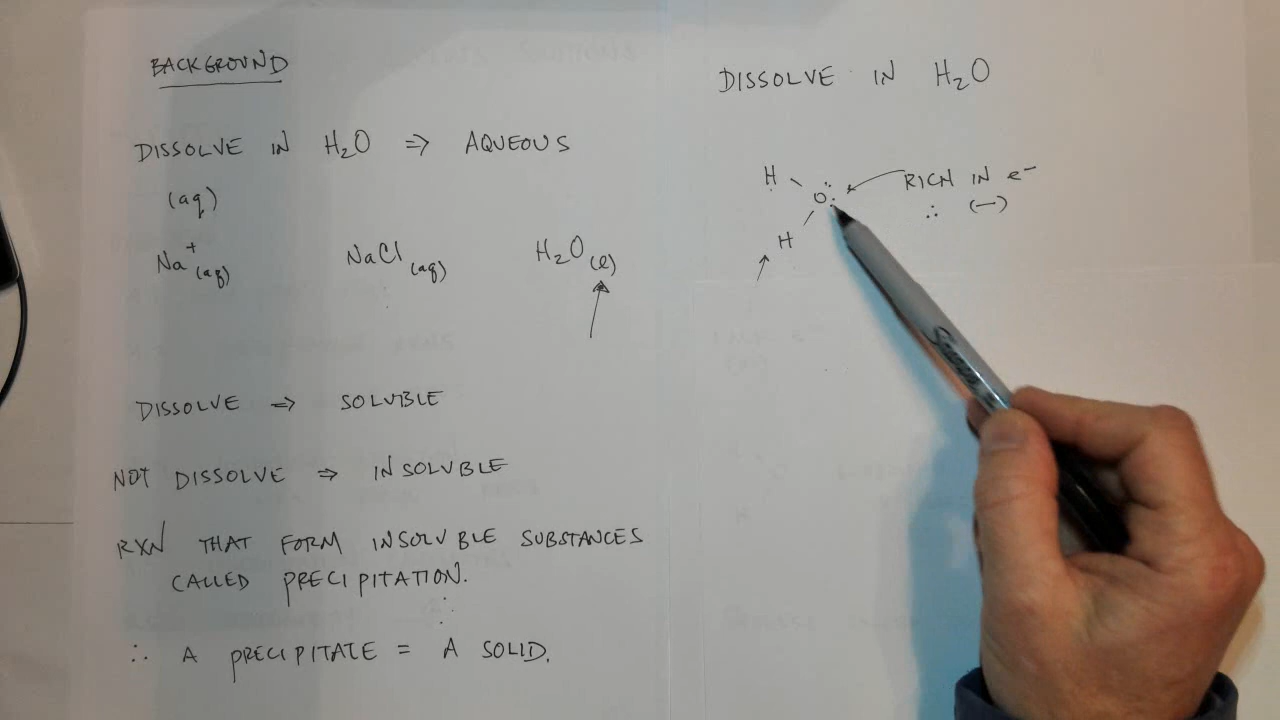 BACKGROUND
DISSOLVE IN H₂O ⇒ AQUEOUS
(aq)
Na⁺(aq) NaCl(aq) H₂O(l)
DISSOLVE ⇒ SOLUBLE
NOT DISSOLVE ⇒ INSOLUBLE
RXN THAT FORM INSOLUBLE SUBSTANCES
CALLED PRECIPITATION.
∴ A PRECIPITATE = A SOLID.
DISSOLVE IN H₂O
H
O
H
RICH IN e⁻
∴ (−)
Sharpie